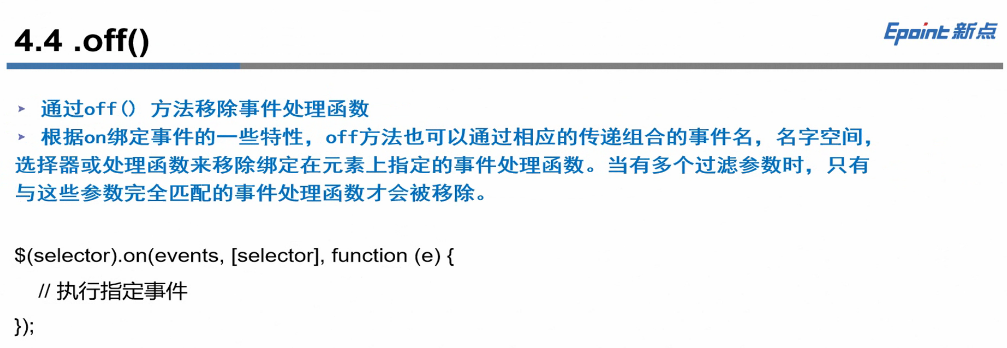 4.4 .off()
Epoint 新点
➤ 通过off() 方法移除事件处理函数
➤ 根据on绑定事件的一些特性，off方法也可以通过相应的传递组合的事件名，名字空间，
选择器或处理函数来移除绑定在元素上指定的事件处理函数。当有多个过滤参数时，只有
与这些参数完全匹配的事件处理函数才会被移除。
$(selector).on(events, [selector], function (e) {
// 执行指定事件
});